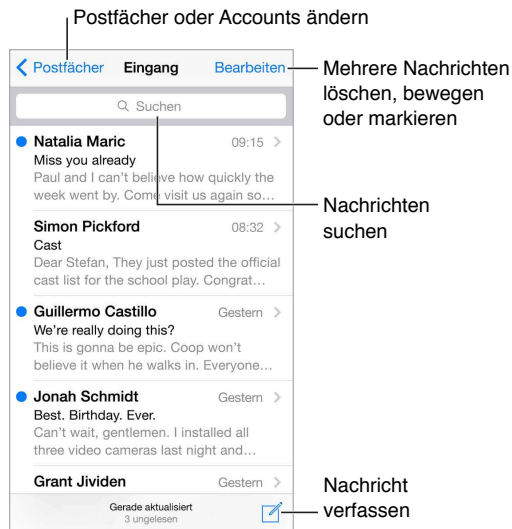 Postfächer oder Accounts ändern
Postfächer
Eingang
Bearbeiten
Mehrere Nachrichten
löschen, bewegen
oder markieren
Suchen
Natalia Maric
09:15
Miss you already
Paul and I can't believe how quickly the
week went by. Come visit us again so…
Nachrichten
suchen
Simon Pickford
08:32
Cast
Dear Stefan, They just posted the official
cast list for the school play. Congrat…
Guillermo Castillo
Gestern
We're really doing this?
This is gonna be epic. Coop won't
believe it when he walks in. Everyone…
Jonah Schmidt
Gestern
Best. Birthday. Ever.
Can't wait, gentlemen. I installed all
three video cameras last night and…
Grant Jividen
Gestern
Gerade aktualisiert
3 ungelesen
Nachricht
verfassen